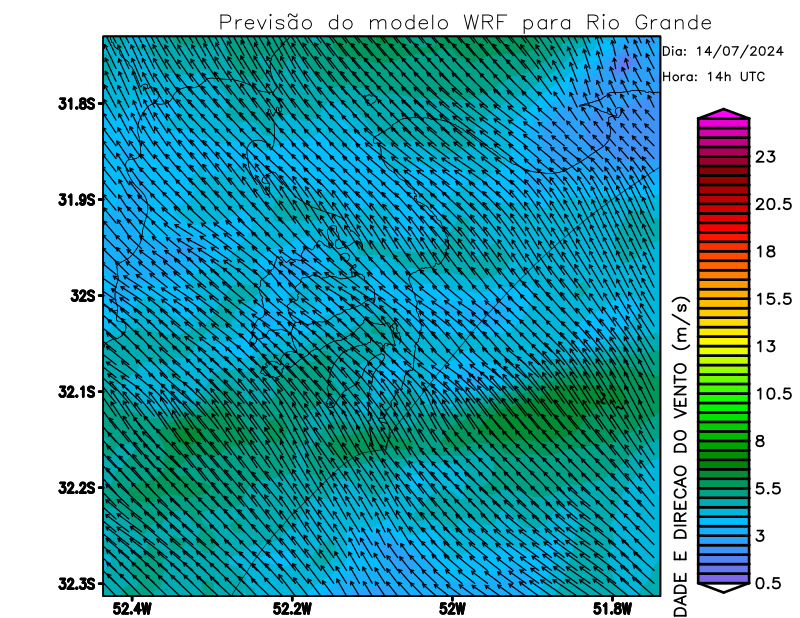 Previsão do modelo WRF para Rio Grande
Dia: 14/07/2024
Hora: 14h UTC
31.8S
31.9S
32S
32.1S
32.2S
32.3S
52.4W
52.2W
52W
51.8W
23
20.5
18
15.5
13
10.5
8
5.5
3
0.5
DADE E DIRECAO DO VENTO (m/s)